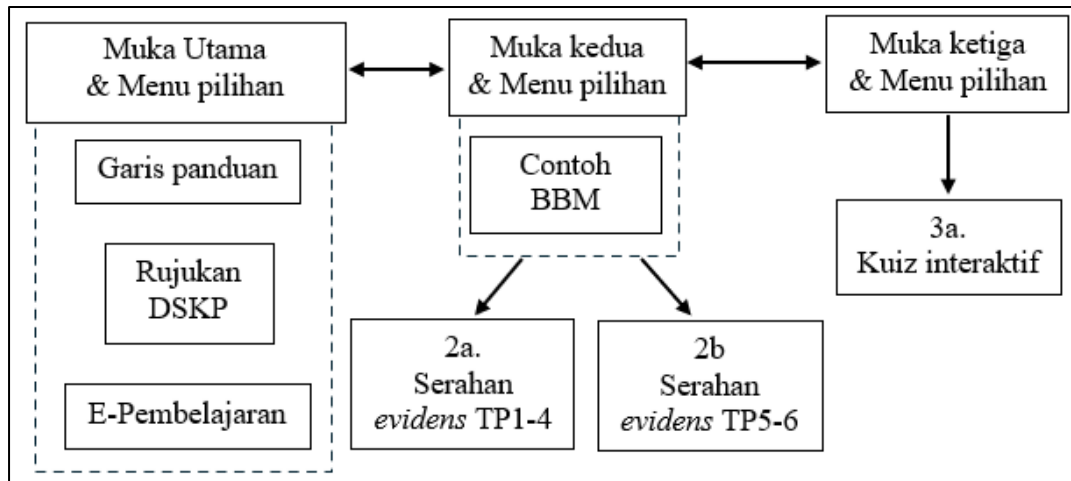 Muka Utama
& Menu pilihan
Muka kedua
& Menu pilihan
Muka ketiga
& Menu pilihan
Garis panduan
Rujukan
DSKP
E-Pembelajaran
Contoh
BBM
2a.
Serahan
evidens TP1-4
2b
Serahan
evidens TP5-6
3a.
Kuiz interaktif